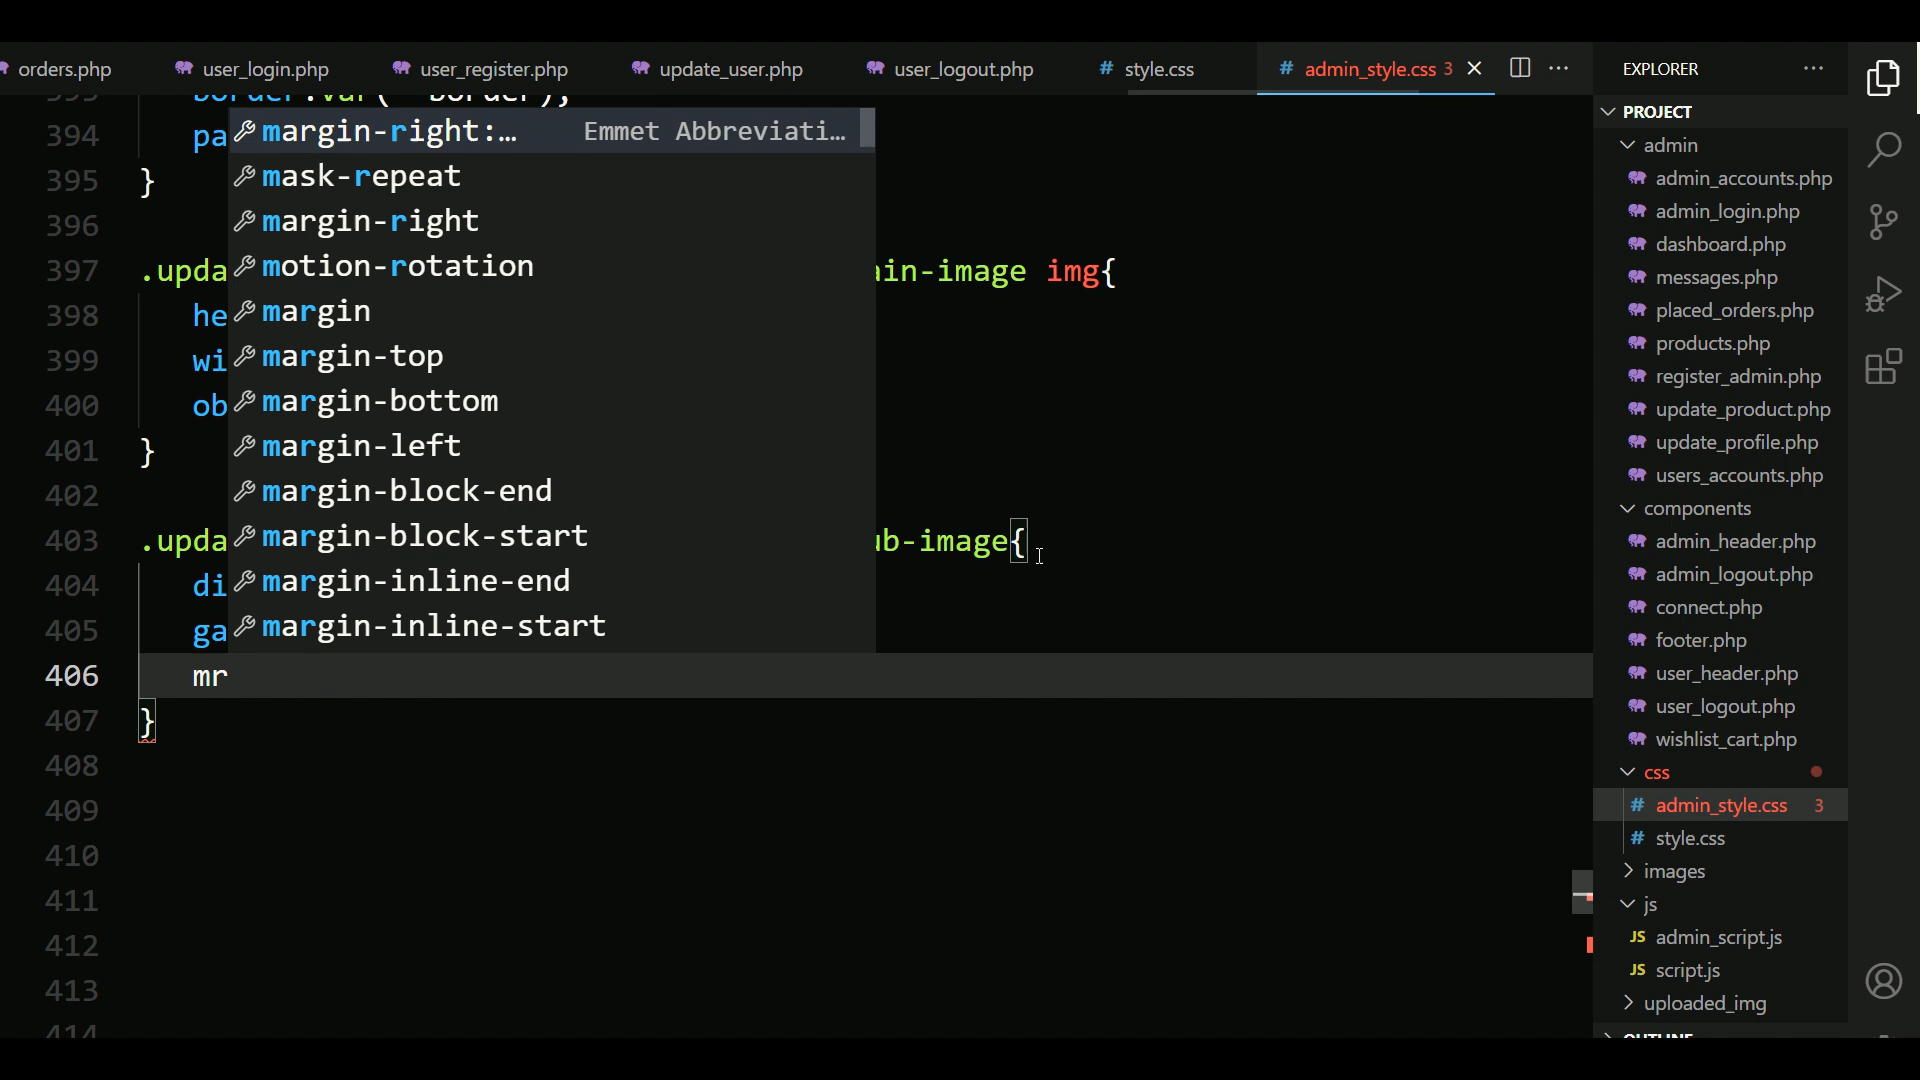 orders.php user_login.php user_register.php update_user.php user_logout.php # style.css # admin_style.css 3
394 pa
395 }
396
397 .upda ain-image img{
398 he
399 wi
400 ob
401 }
402
403 .upda ub-image{
404 di
405 ga
406 mr
407 }
408
409
410
411
412
413
414
margin-right:… Emmet Abbreviati…
mask-repeat
margin-right
motion-rotation
margin
margin-top
margin-bottom
margin-left
margin-block-end
margin-block-start
margin-inline-end
margin-inline-start
EXPLORER
PROJECT
admin
admin_accounts.php
admin_login.php
dashboard.php
messages.php
placed_orders.php
products.php
register_admin.php
update_product.php
update_profile.php
users_accounts.php
components
admin_header.php
admin_logout.php
connect.php
footer.php
user_header.php
user_logout.php
wishlist_cart.php
css
# admin_style.css 3
# style.css
images
js
JS admin_script.js
JS script.js
uploaded_img
OUTLINE